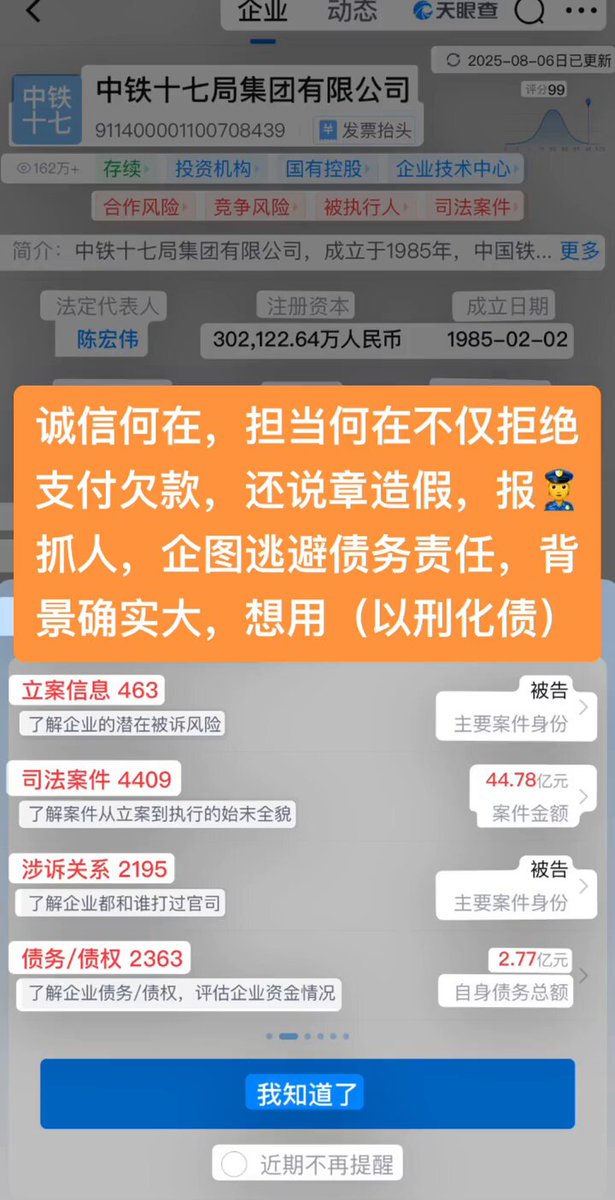 企业 动态 天眼查
2025-08-06日已更新
中铁
十七
中铁十七局集团有限公司
评分99
911400001100708439 发票抬头
162万+ 存续 投资机构 国有控股 企业技术中心
合作风险 竞争风险 被执行人 司法案件
简介：中铁十七局集团有限公司，成立于1985年，中国铁... 更多
法定代表人 注册资本 成立日期
陈宏伟 302,122.64万人民币 1985-02-02
诚信何在，担当何在不仅拒绝
支付欠款，还说章造假，报👮
抓人，企图逃避债务责任，背
景确实大，想用（以刑化债）
立案信息 463 被告
了解企业的潜在被诉风险 主要案件身份
司法案件 4409 44.78亿元
了解案件从立案到执行的始末全貌 案件金额
涉诉关系 2195 被告
了解企业都和谁打过官司 主要案件身份
债务/债权 2363 2.77亿元
了解企业债务/债权，评估企业资金情况 自身债务总额
我知道了
近期不再提醒